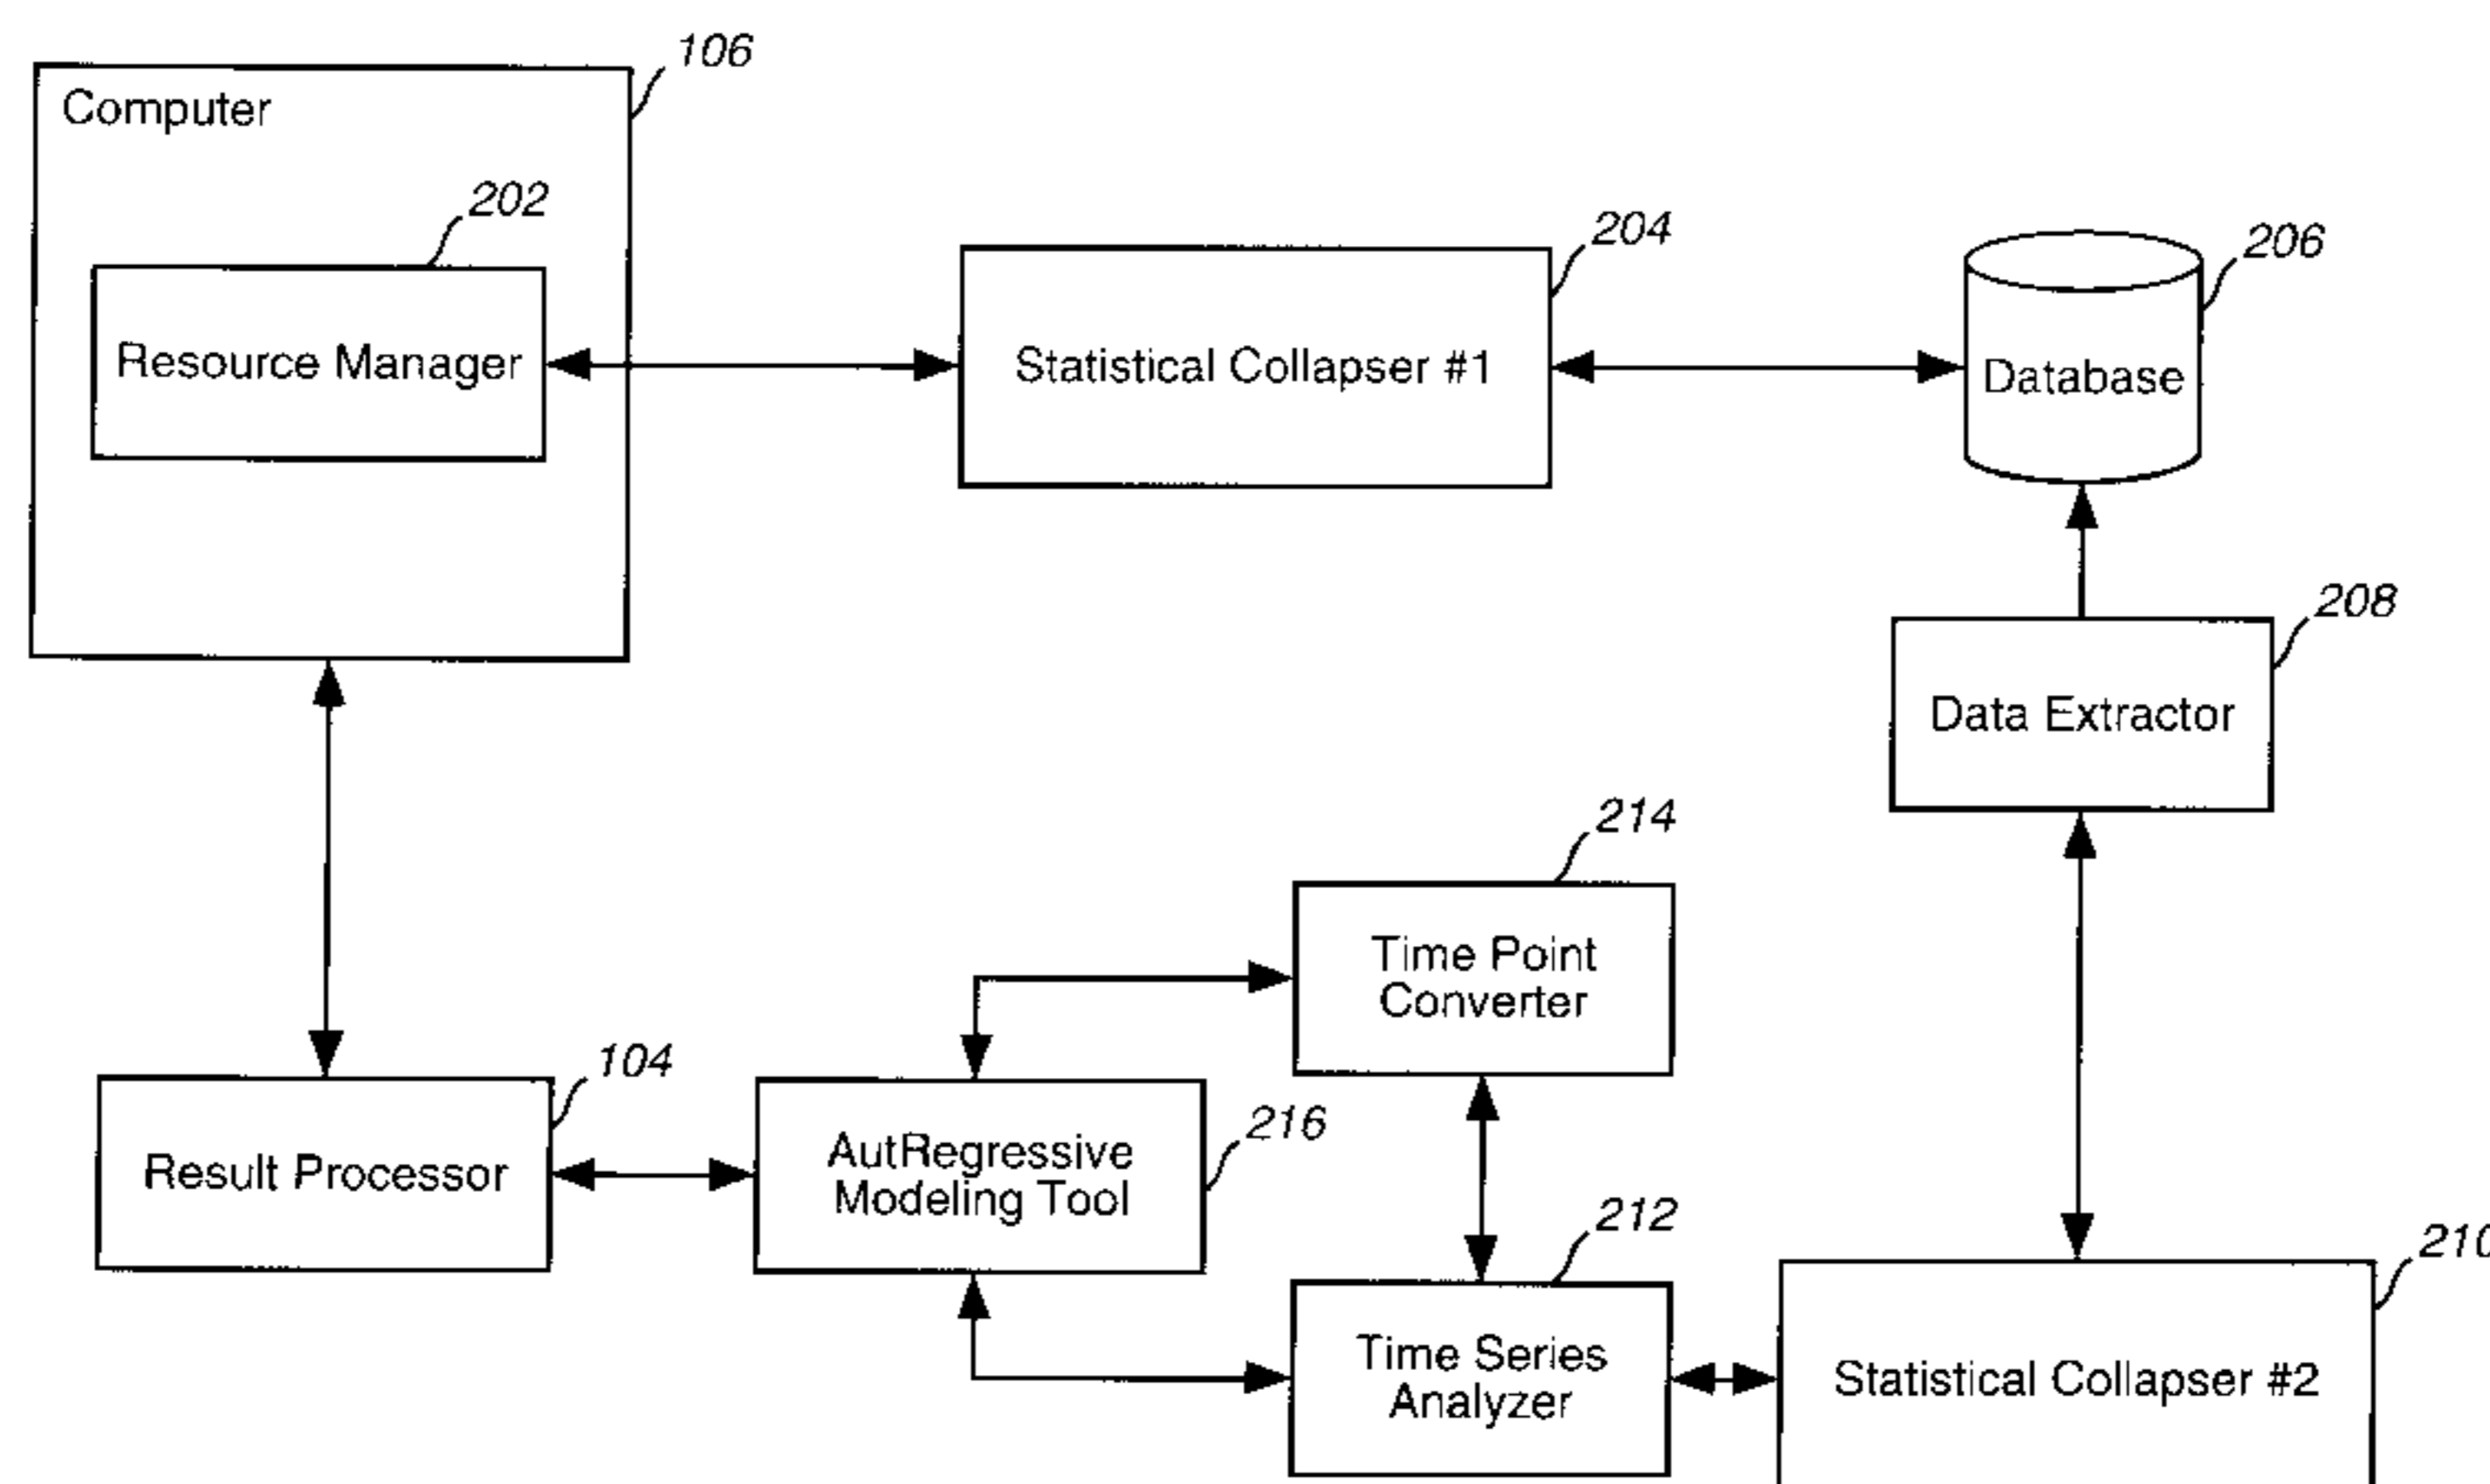 106
Computer
202
Resource Manager
204
Statistical Collapser #1
206
Database
208
Data Extractor
214
Time Point
Converter
104
Result Processor
216
AutRegressive
Modeling Tool
212
Time Series
Analyzer
210
Statistical Collapser #2